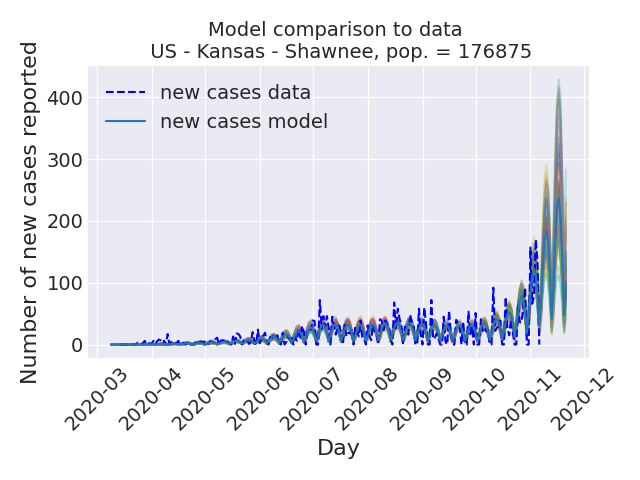 Model comparison to data
US - Kansas - Shawnee, pop. = 176875
Number of new cases reported
400
300
200
100
0
new cases data
new cases model
2020-03
2020-04
2020-05
2020-06
2020-07
2020-08
2020-09
2020-10
2020-11
2020-12
Day